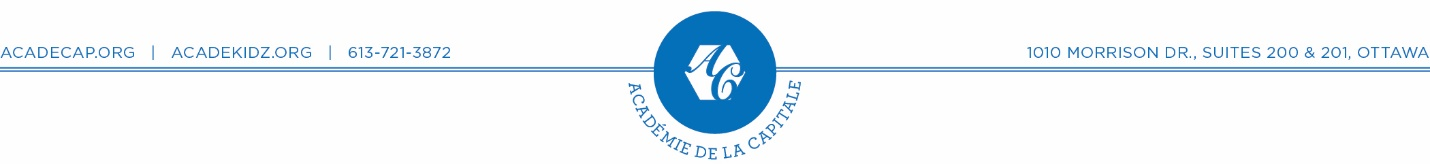 ACADECAP.ORG | ACADEKIDZ.ORG | 613-721-3872
1010 MORRISON DR., SUITES 200 & 201, OTTAWA
AC
ACADÉMIE DE LA CAPITALE